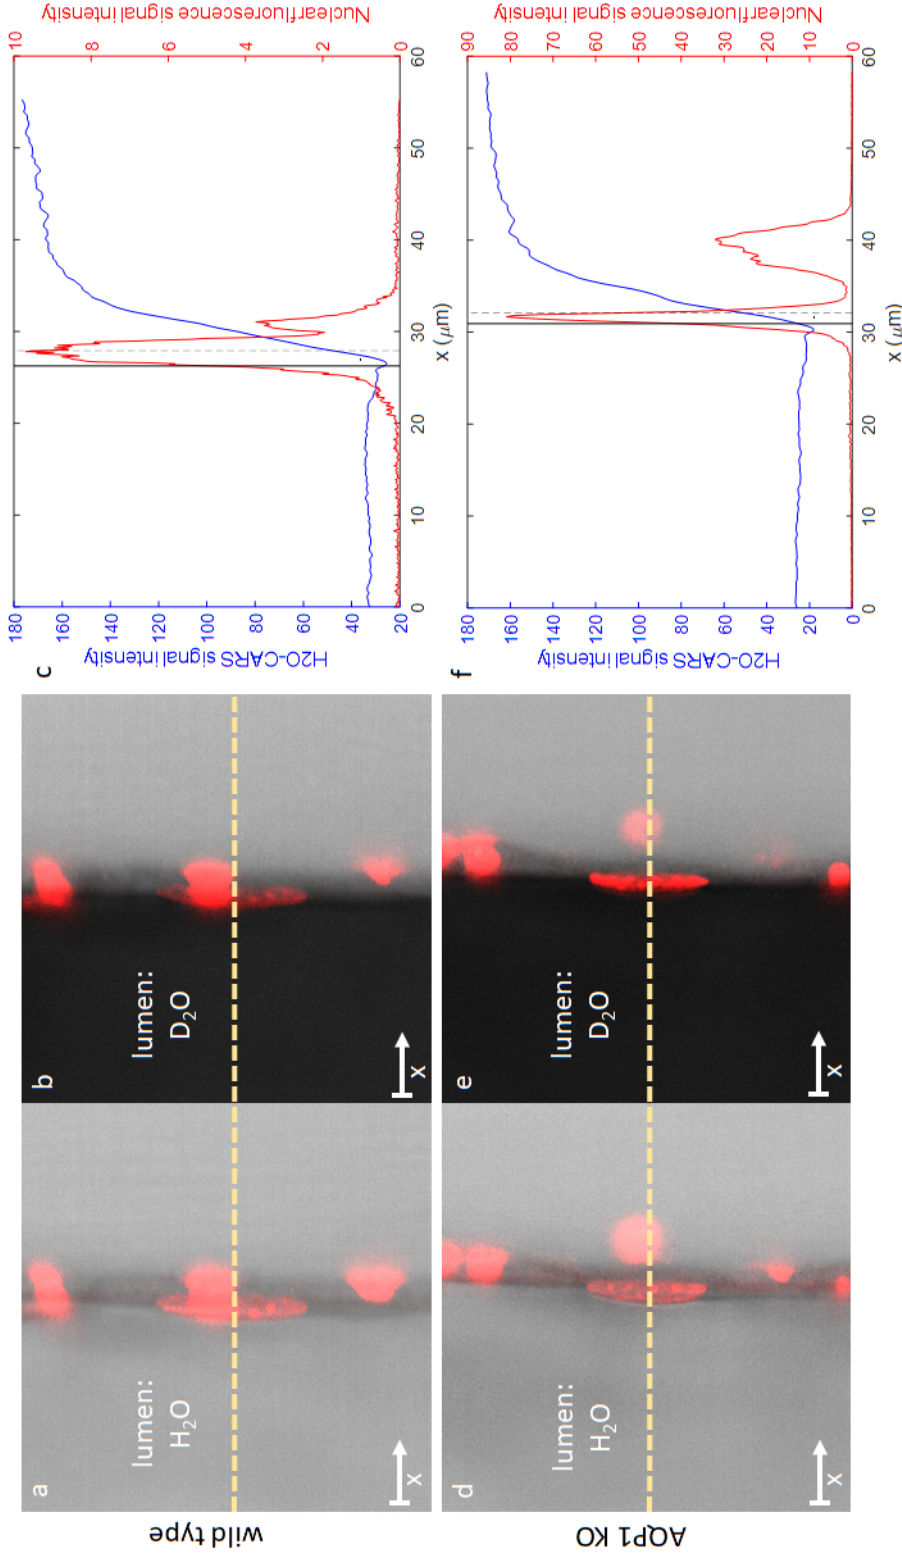 wild type
a
lumen:
H2O
x
b
lumen:
D2O
x
c
H2O-CARS signal intensity
180
160
140
120
100
80
60
40
20
0
10
20
30
40
50
60
x (μm)
Nuclear fluorescence signal intensity
10
8
6
4
2
0
AQP1 KO
d
lumen:
H2O
x
e
lumen:
D2O
x
f
H2O-CARS signal intensity
180
160
140
120
100
80
60
40
20
0
0
10
20
30
40
50
60
x (μm)
Nuclear fluorescence signal intensity
90
80
70
60
50
40
30
20
10
0